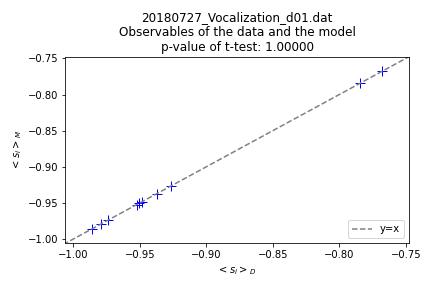 20180727_Vocalization_d01.dat
Observables of the data and the model
p-value of t-test: 1.00000
−0.75
−0.80
−0.85
−0.90
−0.95
−1.00
< s_i >_M
y=x
−1.00 −0.95 −0.90 −0.85 −0.80 −0.75
< s_i >_D